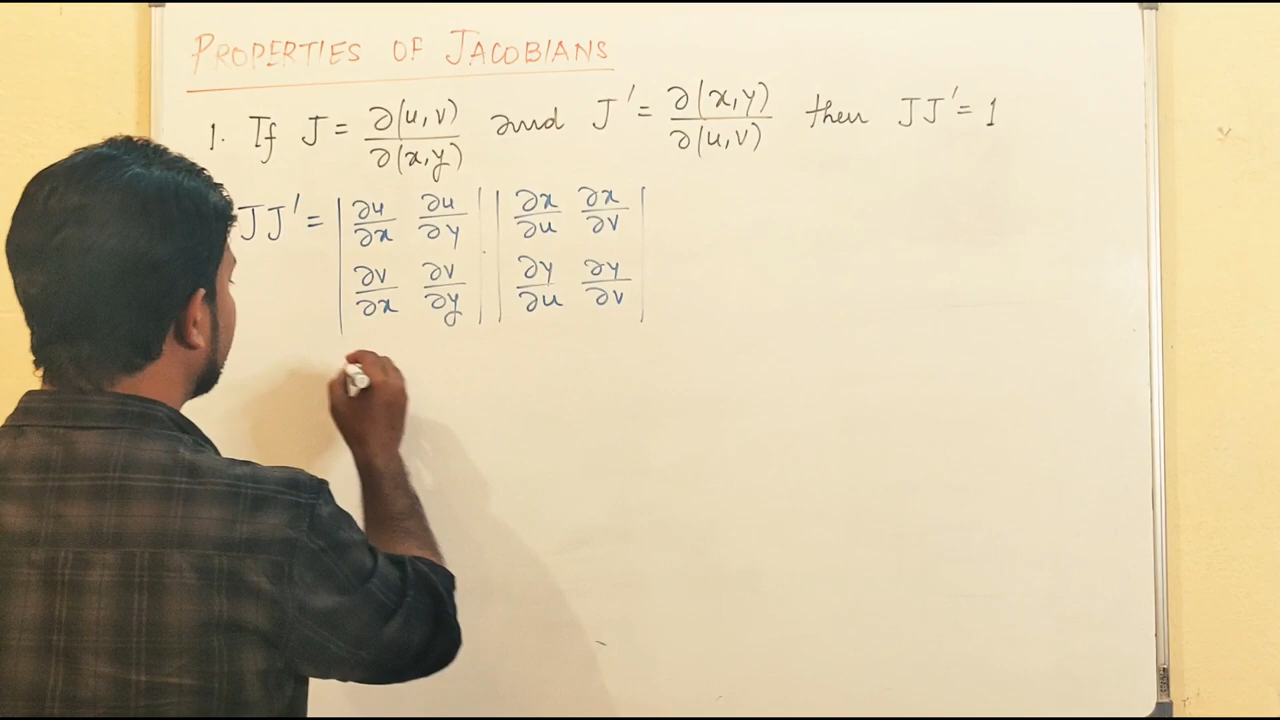 PROPERTIES OF JACOBIANS
1. If J = ∂(u,v)/∂(x,y) and J' = ∂(x,y)/∂(u,v) then JJ' = 1
JJ' = | ∂u/∂x ∂u/∂y | . | ∂x/∂u ∂x/∂v |
| ∂v/∂x ∂v/∂y | | ∂y/∂u ∂y/∂v |